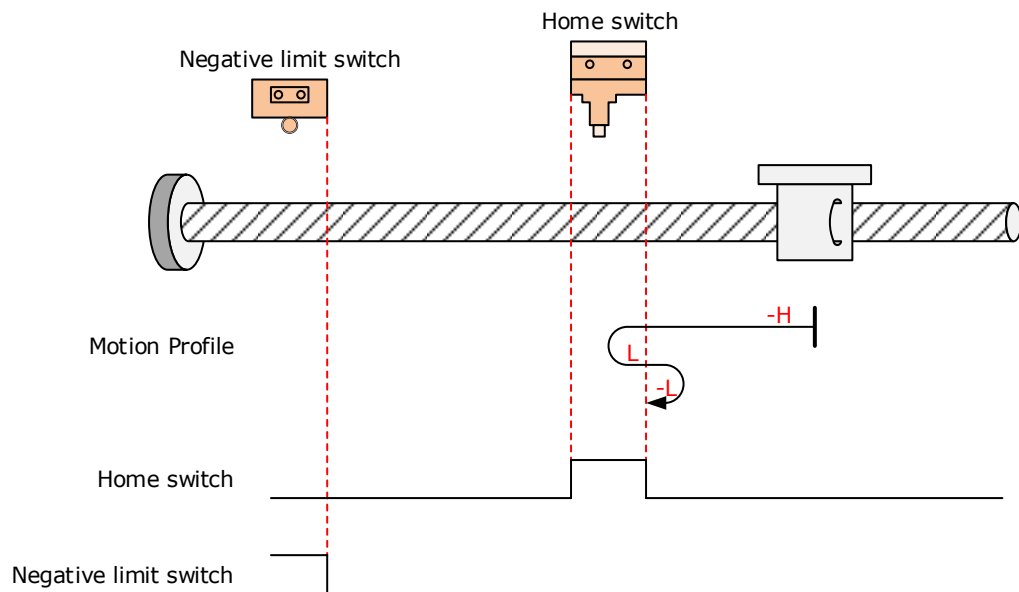 Home switch
Negative limit switch
-H
Motion Profile
L
-L
Home switch
Negative limit switch